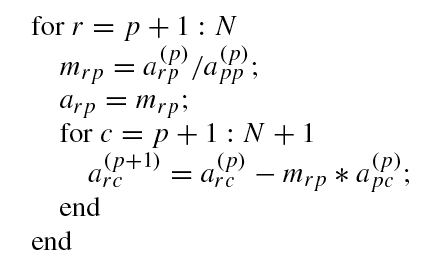 for r = p + 1 : N
m_{rp} = a_{rp}^{(p)} / a_{pp}^{(p)};
a_{rp} = m_{rp};
for c = p + 1 : N + 1
a_{rc}^{(p+1)} = a_{rc}^{(p)} − m_{rp} ∗ a_{pc}^{(p)};
end
end